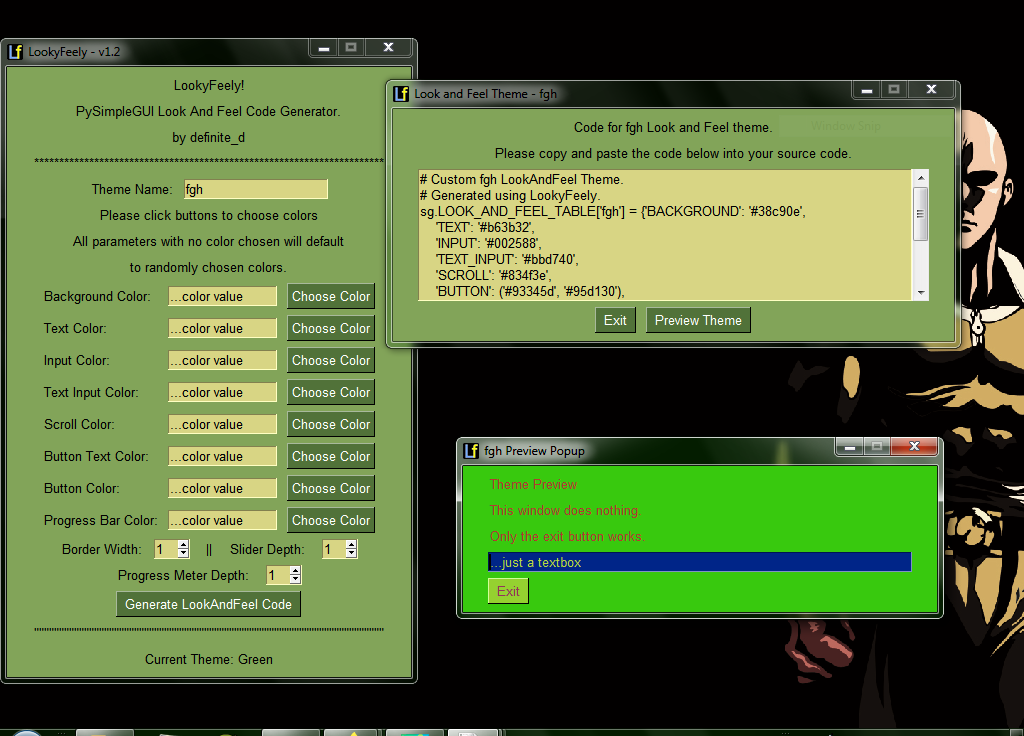 Lf LookyFeely - v1.2
LookyFeely!
PySimpleGUI Look And Feel Code Generator.
by definite_d
**********************************************************************
Theme Name: fgh
Please click buttons to choose colors
All parameters with no color chosen will default
to randomly chosen colors.
Background Color: ...color value Choose Color
Text Color: ...color value Choose Color
Input Color: ...color value Choose Color
Text Input Color: ...color value Choose Color
Scroll Color: ...color value Choose Color
Button Text Color: ...color value Choose Color
Button Color: ...color value Choose Color
Progress Bar Color: ...color value Choose Color
Border Width: 1 || Slider Depth: 1
Progress Meter Depth: 1
Generate LookAndFeel Code
Current Theme: Green
Lf Look and Feel Theme - fgh
Code for fgh Look and Feel theme.
Window Snip
Please copy and paste the code below into your source code.
# Custom fgh LookAndFeel Theme.
# Generated using LookyFeely.
sg.LOOK_AND_FEEL_TABLE['fgh'] = {'BACKGROUND': '#38c90e',
'TEXT': '#b63b32',
'INPUT': '#002588',
'TEXT_INPUT': '#bbd740',
'SCROLL': '#834f3e',
'BUTTON': ('#93345d', '#95d130'),
Exit Preview Theme
Lf fgh Preview Popup
Theme Preview
This window does nothing.
Only the exit button works.
...just a textbox
Exit